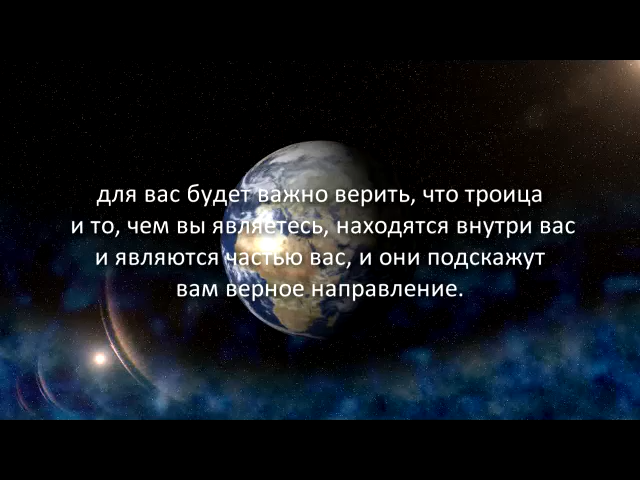 для вас будет важно верить, что троица
и то, чем вы являетесь, находятся внутри вас
и являются частью вас, и они подскажут
вам верное направление.